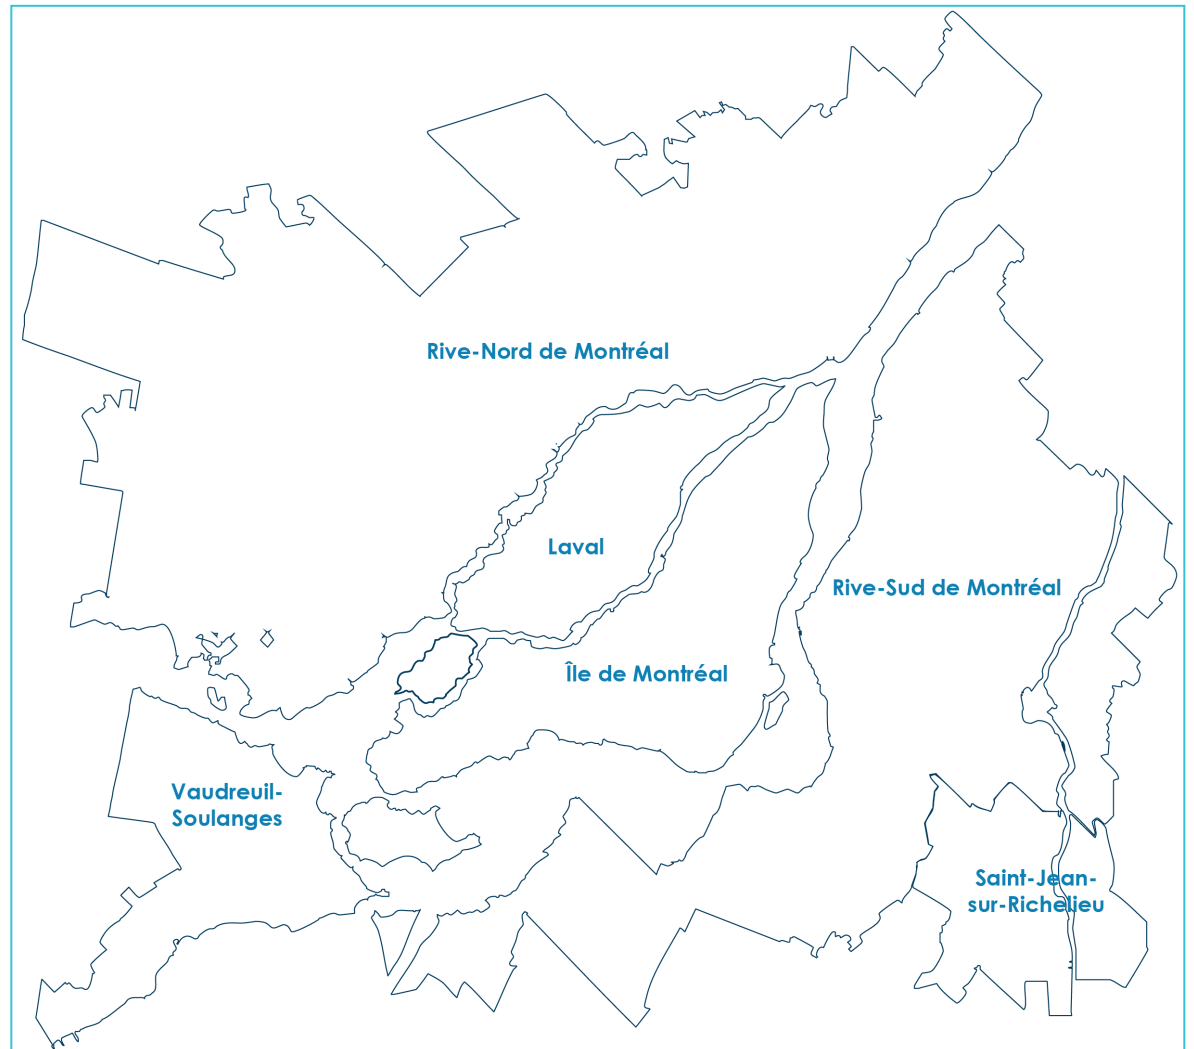 Rive-Nord de Montréal
Laval
Rive-Sud de Montréal
Île de Montréal
Vaudreuil-
Soulanges
Saint-Jean-
sur-Richelieu